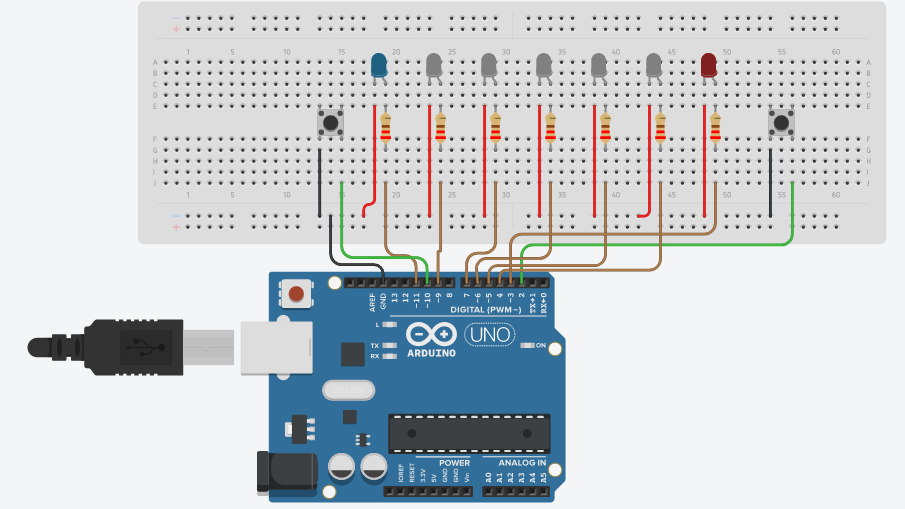 1 5 10 15 20 25 30 35 40 45 50 55 60
A A
B B
C C
D D
E E
F F
G G
H H
I I
J J
1 5 10 15 20 25 30 35 40 45 50 55 60
AREF GND 13 12 ~11 ~10 ~9 8 7 ~6 ~5 4 ~3 2 TX→1 RX←0
DIGITAL (PWM~)
L
TX
RX
ARDUINO
UNO
ON
POWER
ANALOG IN
IOREF RESET 3.3V 5V GND GND Vin A0 A1 A2 A3 A4 A5